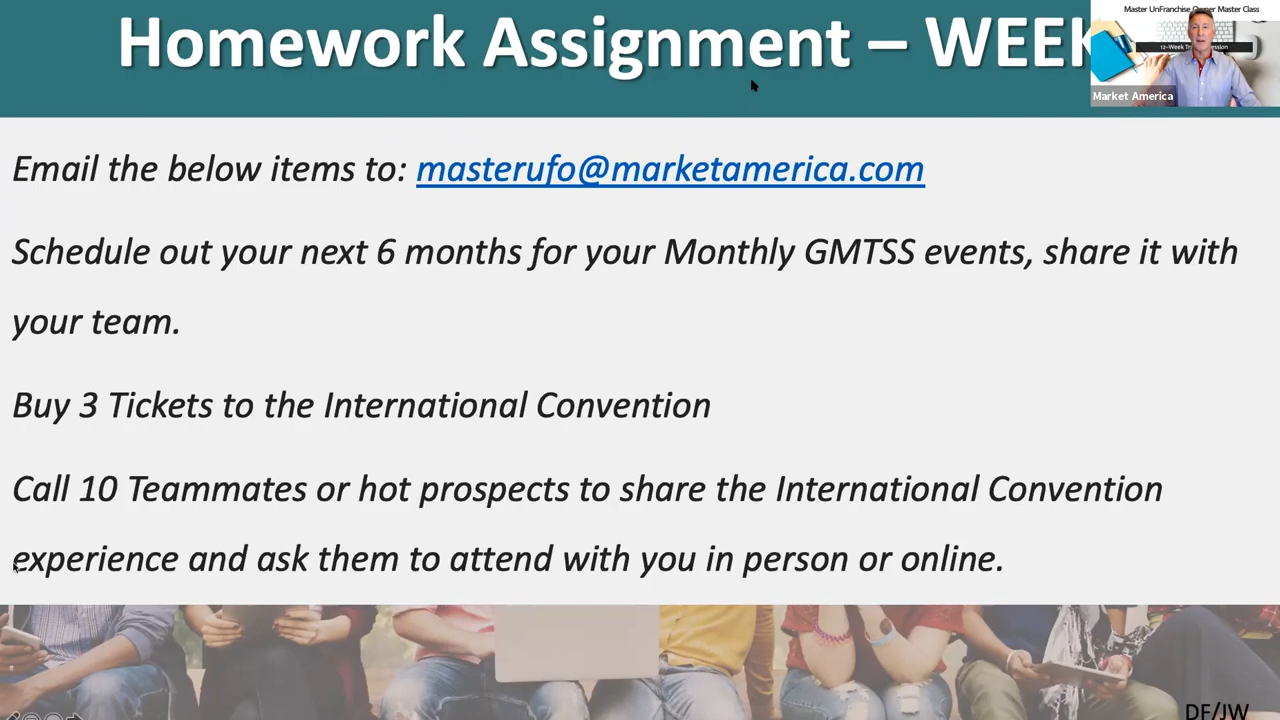 Homework Assignment – WEEK
Master UnFranchise Owner Master Class
12-Week Session
Market America
Email the below items to: masterufo@marketamerica.com
Schedule out your next 6 months for your Monthly GMTSS events, share it with
your team.
Buy 3 Tickets to the International Convention
Call 10 Teammates or hot prospects to share the International Convention
experience and ask them to attend with you in person or online.
DF/JW